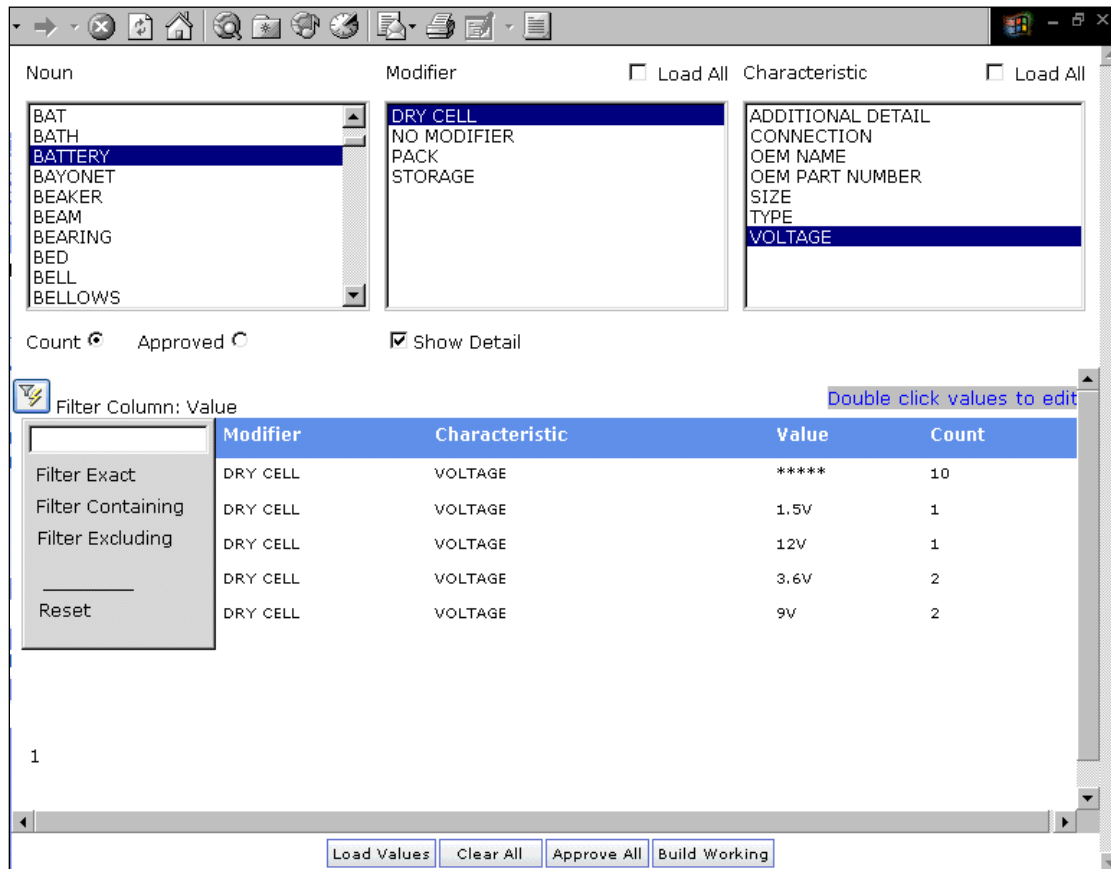 Noun Modifier Load All Characteristic Load All
BAT DRY CELL ADDITIONAL DETAIL
BATH NO MODIFIER CONNECTION
BATTERY PACK OEM NAME
BAYONET STORAGE OEM PART NUMBER
BEAKER SIZE
BEAM TYPE
BEARING VOLTAGE
BED
BELL
BELLOWS
Count Approved Show Detail
Filter Column: Value Double click values to edit
Modifier Characteristic Value Count
Filter Exact DRY CELL VOLTAGE ***** 10
Filter Containing DRY CELL VOLTAGE 1.5V 1
Filter Excluding DRY CELL VOLTAGE 12V 1
DRY CELL VOLTAGE 3.6V 2
Reset DRY CELL VOLTAGE 9V 2
1
Load Values Clear All Approve All Build Working